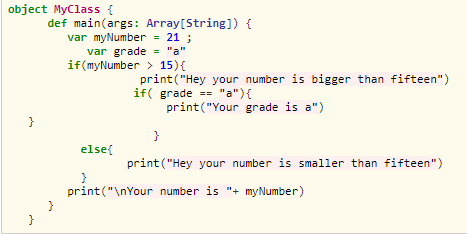 object MyClass {
def main(args: Array[String]) {
var myNumber = 21 ;
var grade = "a"
if(myNumber > 15){
print("Hey your number is bigger than fifteen")
if( grade == "a"){
print("Your grade is a")
}
}
else{
print("Hey your number is smaller than fifteen")
}
print("\nYour number is "+ myNumber)
}
}